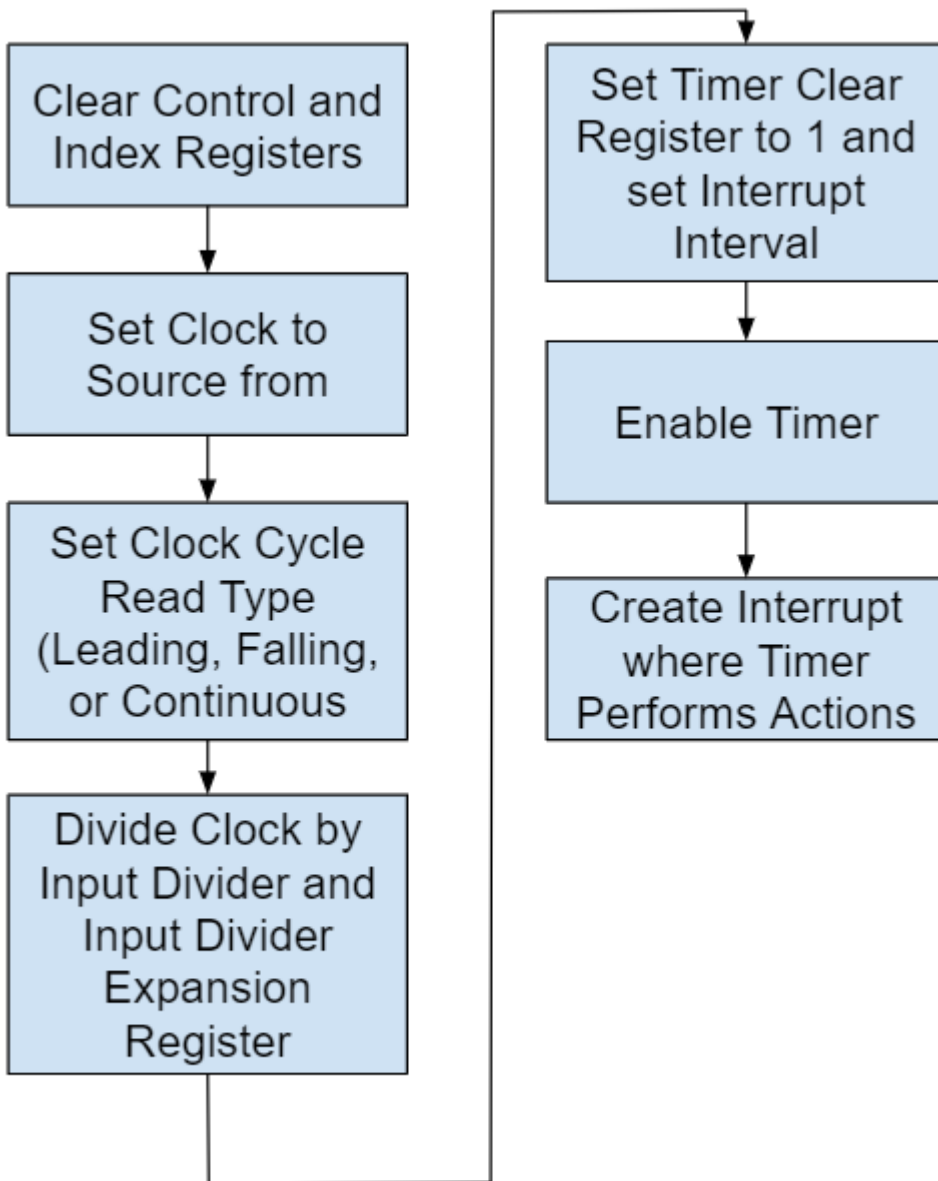 Clear Control and
Index Registers
Set Clock to
Source from
Set Clock Cycle
Read Type
(Leading, Falling,
or Continuous
Divide Clock by
Input Divider and
Input Divider
Expansion
Register
Set Timer Clear
Register to 1 and
set Interrupt
Interval
Enable Timer
Create Interrupt
where Timer
Performs Actions